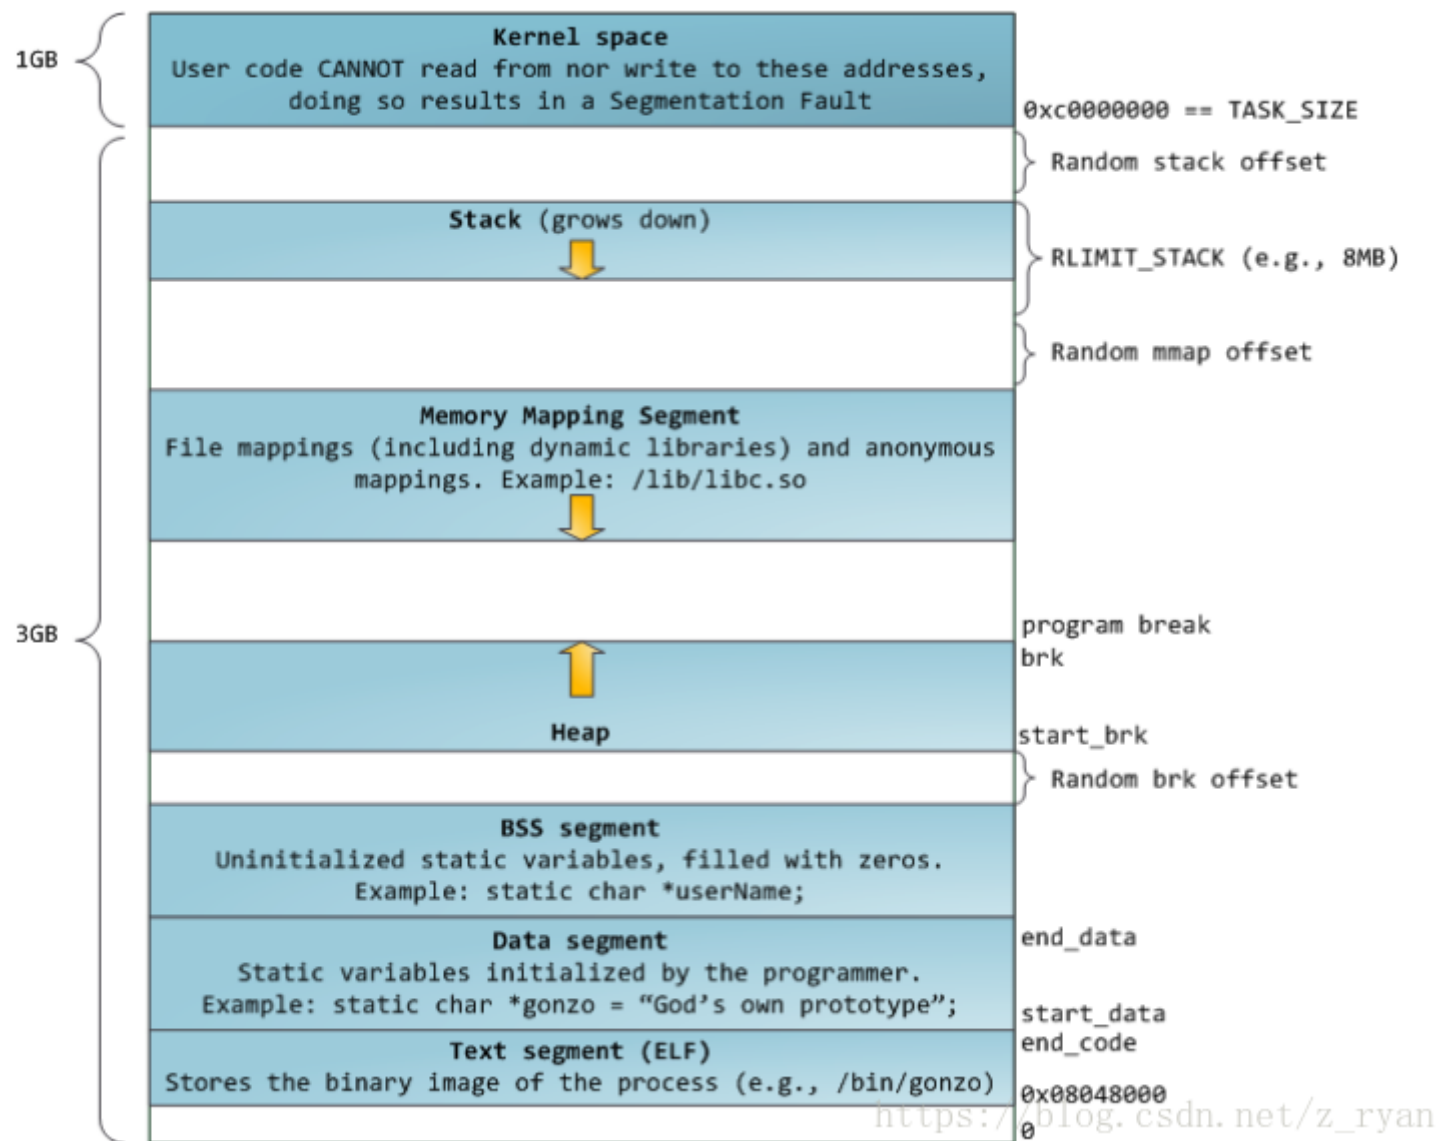 1GB
Kernel space
User code CANNOT read from nor write to these addresses,
doing so results in a Segmentation Fault
0xc0000000 == TASK_SIZE
Random stack offset
Stack (grows down)
RLIMIT_STACK (e.g., 8MB)
Random mmap offset
Memory Mapping Segment
File mappings (including dynamic libraries) and anonymous
mappings. Example: /lib/libc.so
3GB
program break
brk
Heap
start_brk
Random brk offset
BSS segment
Uninitialized static variables, filled with zeros.
Example: static char *userName;
Data segment
end_data
Static variables initialized by the programmer.
Example: static char *gonzo = “God’s own prototype”;
start_data
end_code
Text segment (ELF)
Stores the binary image of the process (e.g., /bin/gonzo)
0x08048000
https://blog.csdn.net/z_ryan
0